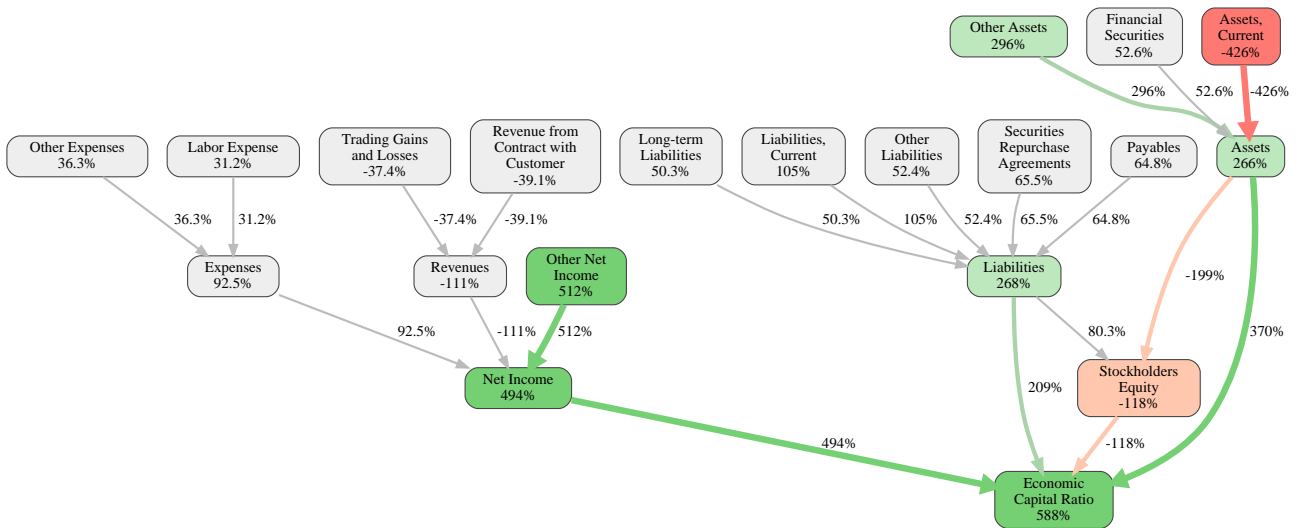 Other Assets
296%
Financial
Securities
52.6%
Assets,
Current
-426%
296%
52.6%
-426%
Other Expenses
36.3%
Labor Expense
31.2%
Trading Gains
and Losses
-37.4%
Revenue from
Contract with
Customer
-39.1%
Long-term
Liabilities
50.3%
Liabilities,
Current
105%
Other
Liabilities
52.4%
Securities
Repurchase
Agreements
65.5%
Payables
64.8%
Assets
266%
36.3%
31.2%
-37.4%
-39.1%
50.3%
105%
52.4%
65.5%
64.8%
Expenses
92.5%
Revenues
-111%
Other Net
Income
512%
Liabilities
268%
-199%
92.5%
-111%
512%
80.3%
370%
Net Income
494%
209%
Stockholders
Equity
-118%
494%
-118%
Economic
Capital Ratio
588%